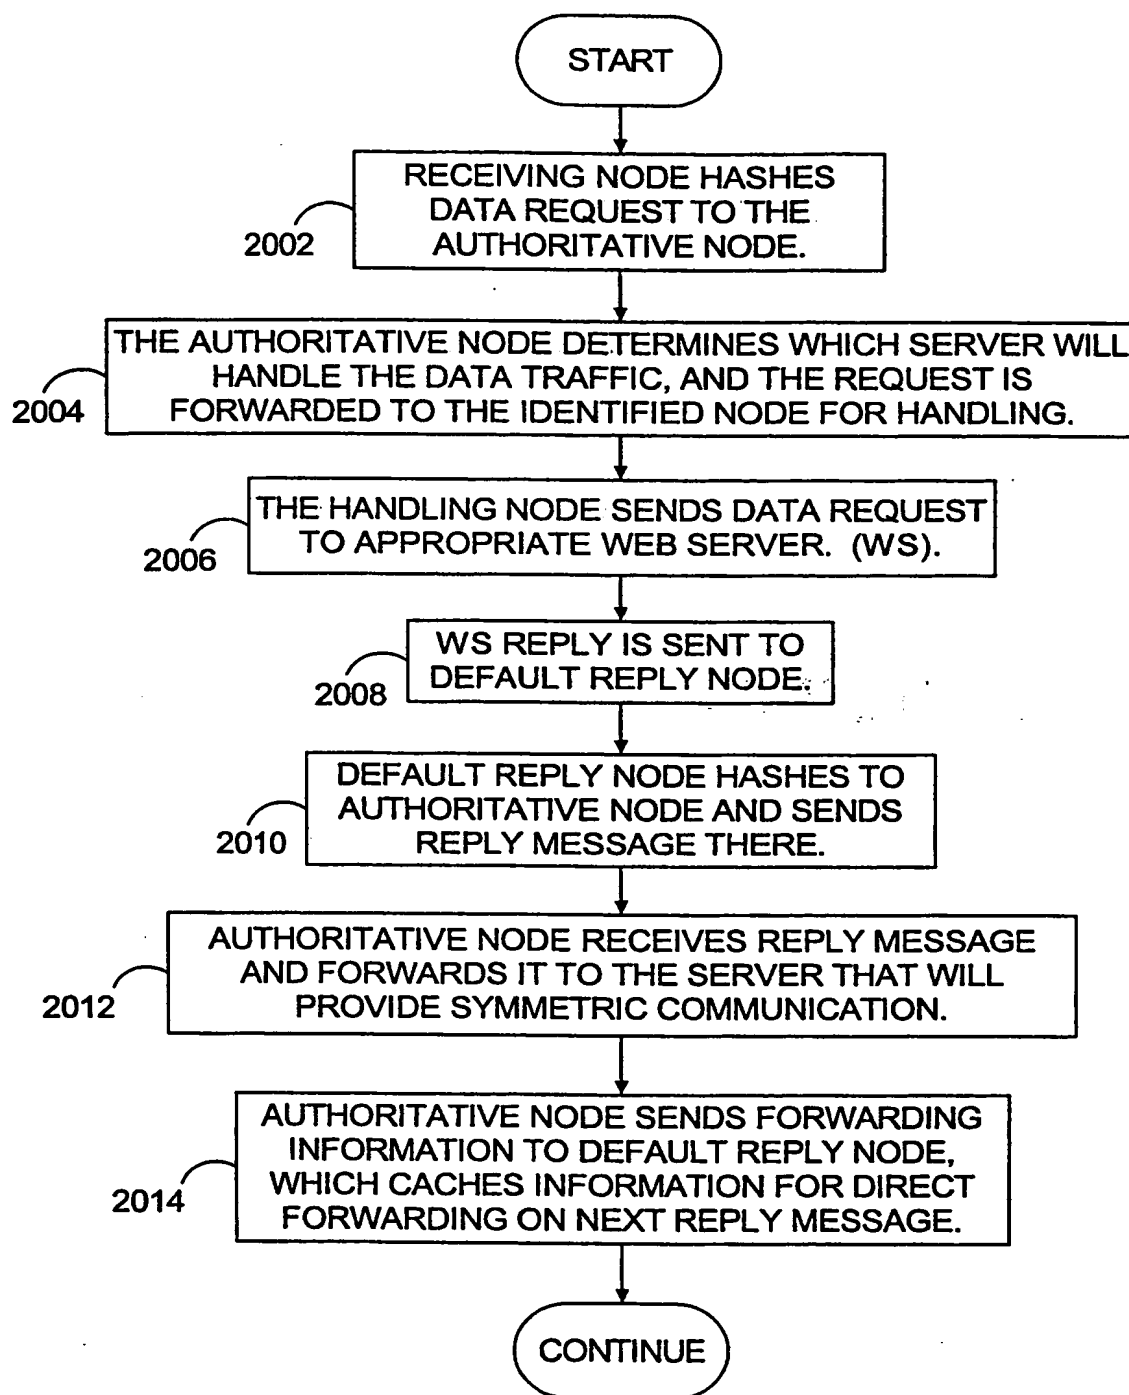 START
RECEIVING NODE HASHES
DATA REQUEST TO THE
AUTHORITATIVE NODE.
2002
THE AUTHORITATIVE NODE DETERMINES WHICH SERVER WILL
HANDLE THE DATA TRAFFIC, AND THE REQUEST IS
FORWARDED TO THE IDENTIFIED NODE FOR HANDLING.
2004
THE HANDLING NODE SENDS DATA REQUEST
TO APPROPRIATE WEB SERVER. (WS).
2006
WS REPLY IS SENT TO
DEFAULT REPLY NODE.
2008
DEFAULT REPLY NODE HASHES TO
AUTHORITATIVE NODE AND SENDS
REPLY MESSAGE THERE.
2010
AUTHORITATIVE NODE RECEIVES REPLY MESSAGE
AND FORWARDS IT TO THE SERVER THAT WILL
PROVIDE SYMMETRIC COMMUNICATION.
2012
AUTHORITATIVE NODE SENDS FORWARDING
INFORMATION TO DEFAULT REPLY NODE,
WHICH CACHES INFORMATION FOR DIRECT
FORWARDING ON NEXT REPLY MESSAGE.
2014
CONTINUE